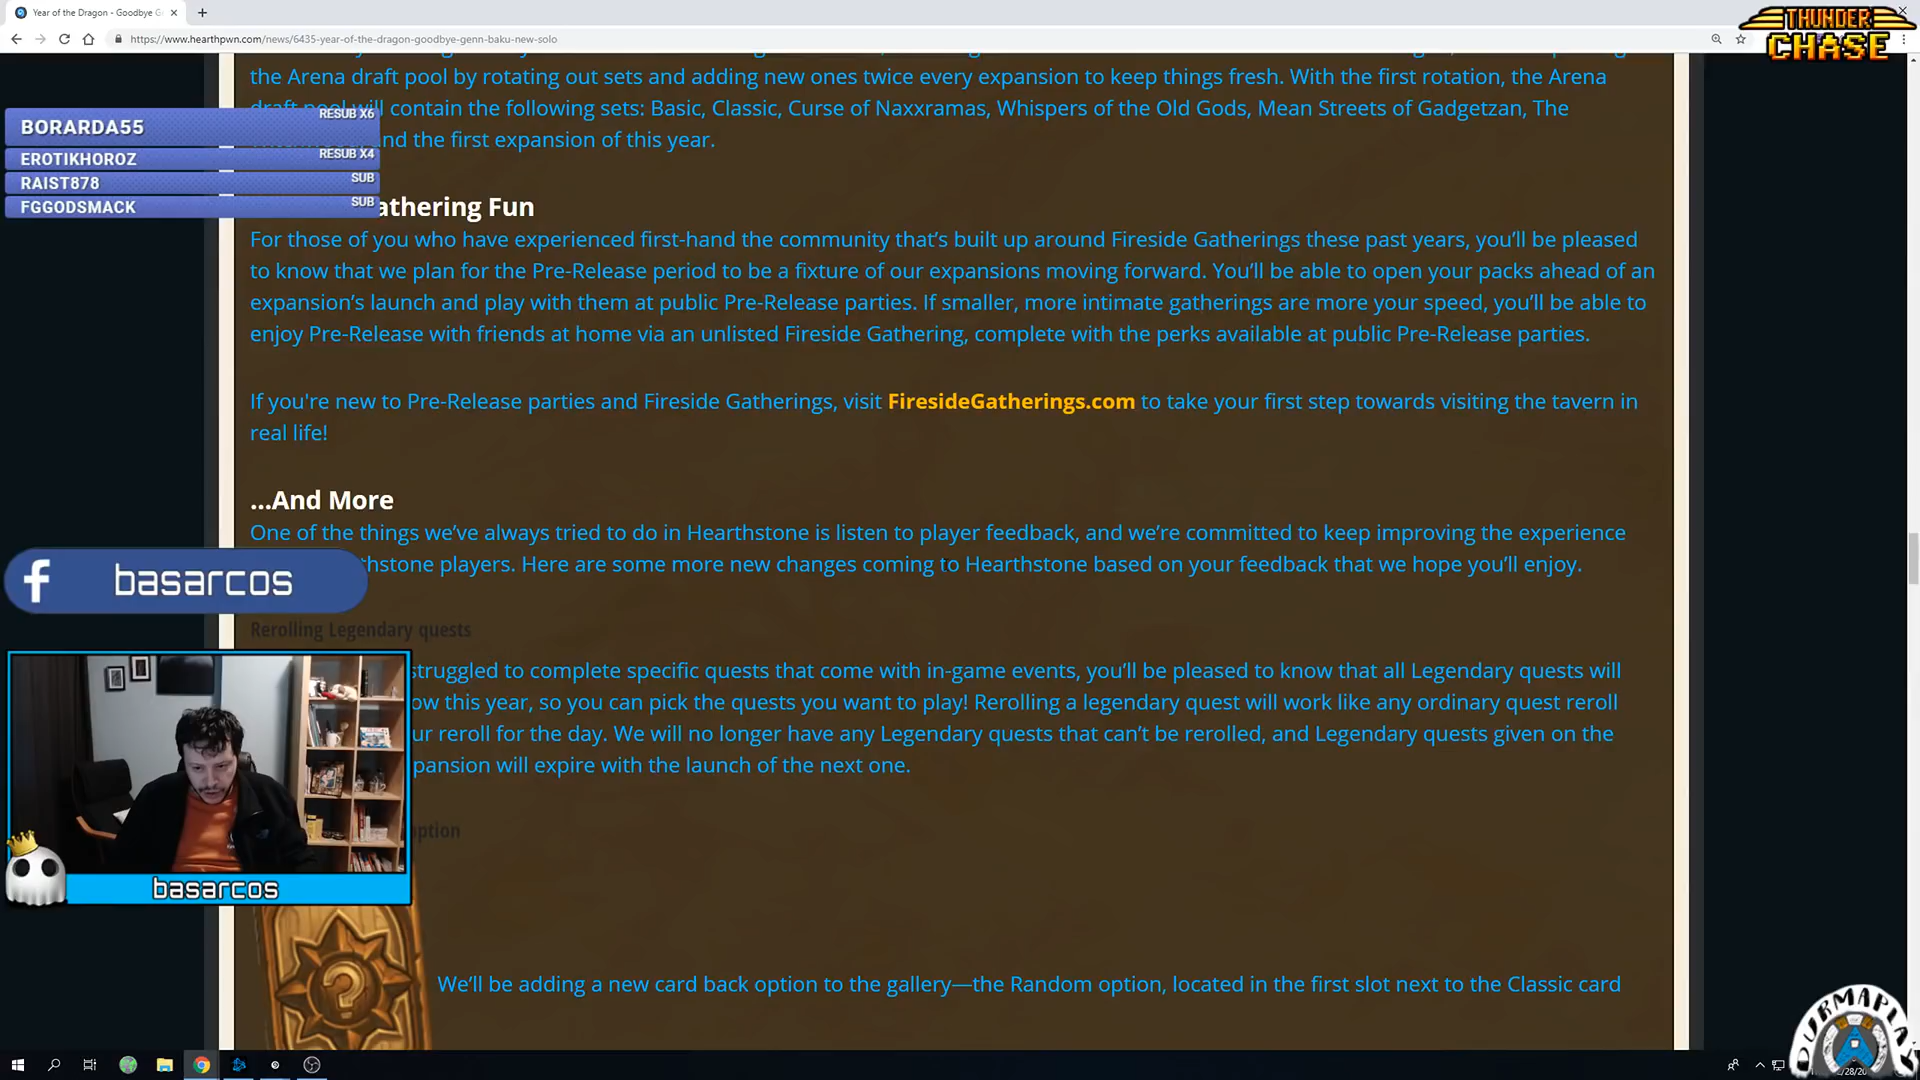 Year of the Dragon - Goodbye G
https://www.hearthpwn.com/news/6435-year-of-the-dragon-goodbye-genn-baku-new-solo
THUNDER
CHASE
the Arena draft pool by rotating out sets and adding new ones twice every expansion to keep things fresh. With the first rotation, the Arena
draft pool will contain the following sets: Basic, Classic, Curse of Naxxramas, Whispers of the Old Gods, Mean Streets of Gadgetzan, The
and the first expansion of this year.
BORARDA55 RESUB X6
EROTIKHOROZ RESUB X4
RAIST878 SUB
FGGODSMACK SUB
athering Fun
For those of you who have experienced first-hand the community that’s built up around Fireside Gatherings these past years, you’ll be pleased
to know that we plan for the Pre-Release period to be a fixture of our expansions moving forward. You’ll be able to open your packs ahead of an
expansion’s launch and play with them at public Pre-Release parties. If smaller, more intimate gatherings are more your speed, you’ll be able to
enjoy Pre-Release with friends at home via an unlisted Fireside Gathering, complete with the perks available at public Pre-Release parties.
If you're new to Pre-Release parties and Fireside Gatherings, visit FiresideGatherings.com to take your first step towards visiting the tavern in
real life!
...And More
One of the things we’ve always tried to do in Hearthstone is listen to player feedback, and we’re committed to keep improving the experience
thstone players. Here are some more new changes coming to Hearthstone based on your feedback that we hope you’ll enjoy.
f basarcos
Rerolling Legendary quests
struggled to complete specific quests that come with in-game events, you’ll be pleased to know that all Legendary quests will
ow this year, so you can pick the quests you want to play! Rerolling a legendary quest will work like any ordinary quest reroll
ur reroll for the day. We will no longer have any Legendary quests that can’t be rerolled, and Legendary quests given on the
pansion will expire with the launch of the next one.
ption
basarcos
We’ll be adding a new card back option to the gallery—the Random option, located in the first slot next to the Classic card
?
DURMAPLAY